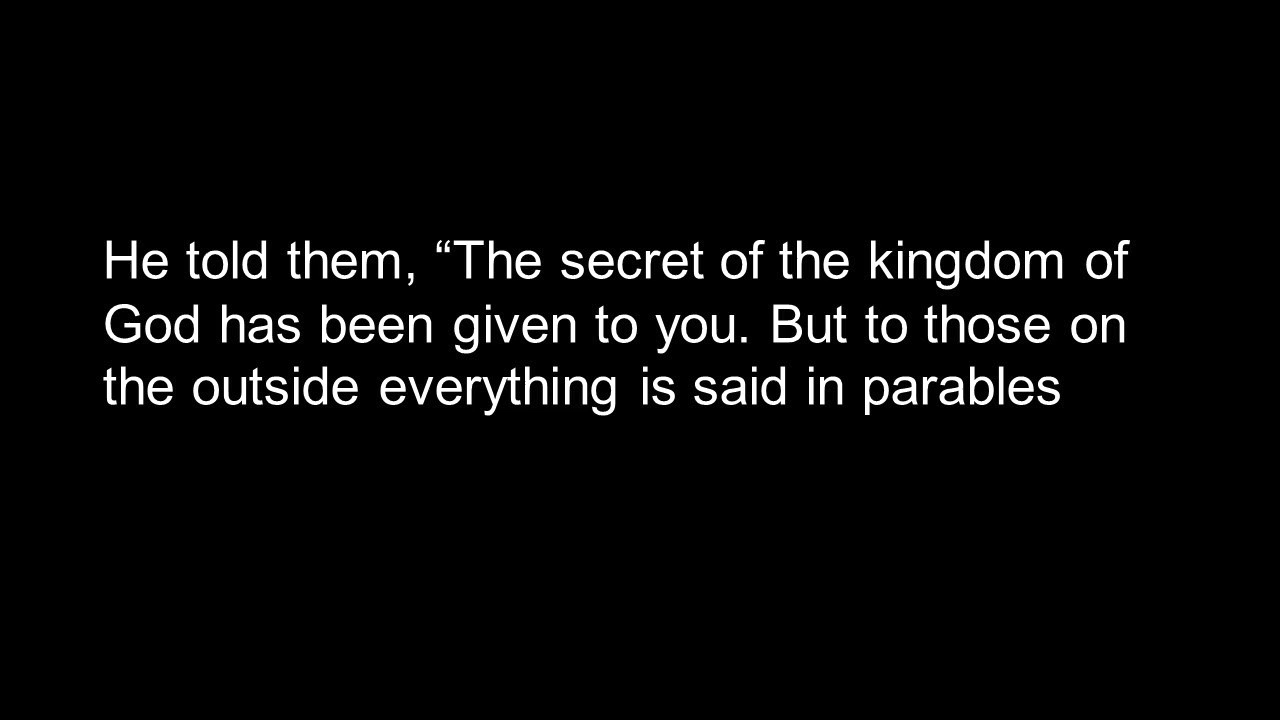 He told them, “The secret of the kingdom of
God has been given to you. But to those on
the outside everything is said in parables